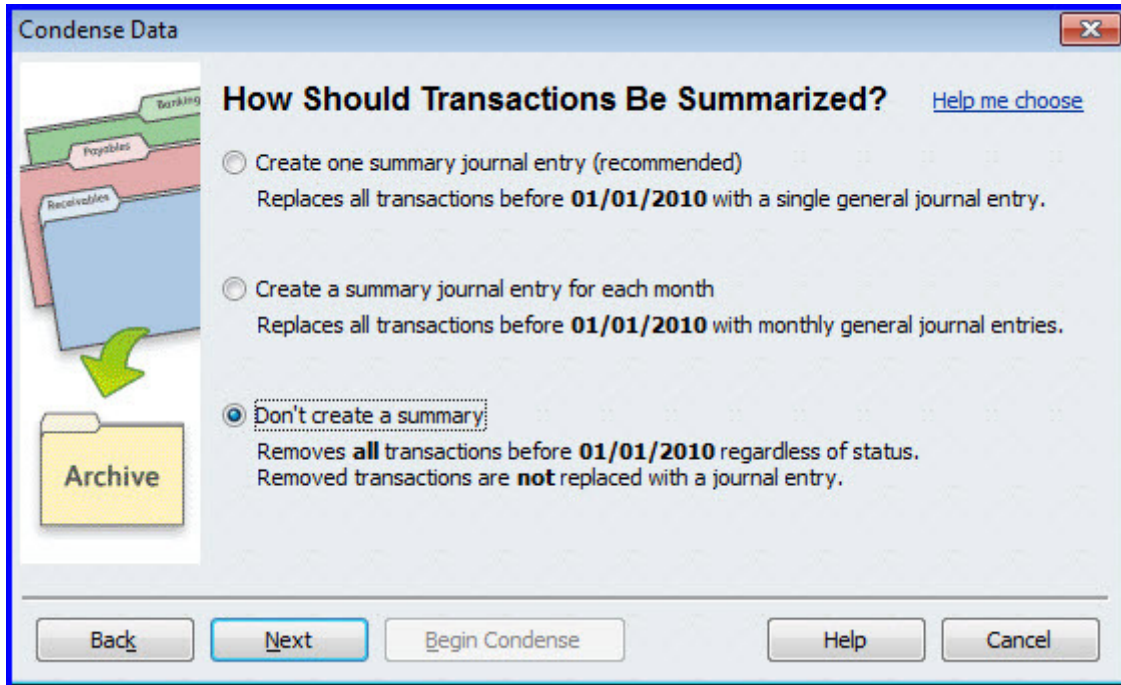 Condense Data
Banking
Payables
Receivables
Archive
How Should Transactions Be Summarized?
Help me choose
Create one summary journal entry (recommended)
Replaces all transactions before 01/01/2010 with a single general journal entry.
Create a summary journal entry for each month
Replaces all transactions before 01/01/2010 with monthly general journal entries.
Don't create a summary
Removes all transactions before 01/01/2010 regardless of status.
Removed transactions are not replaced with a journal entry.
Back
Next
Begin Condense
Help
Cancel